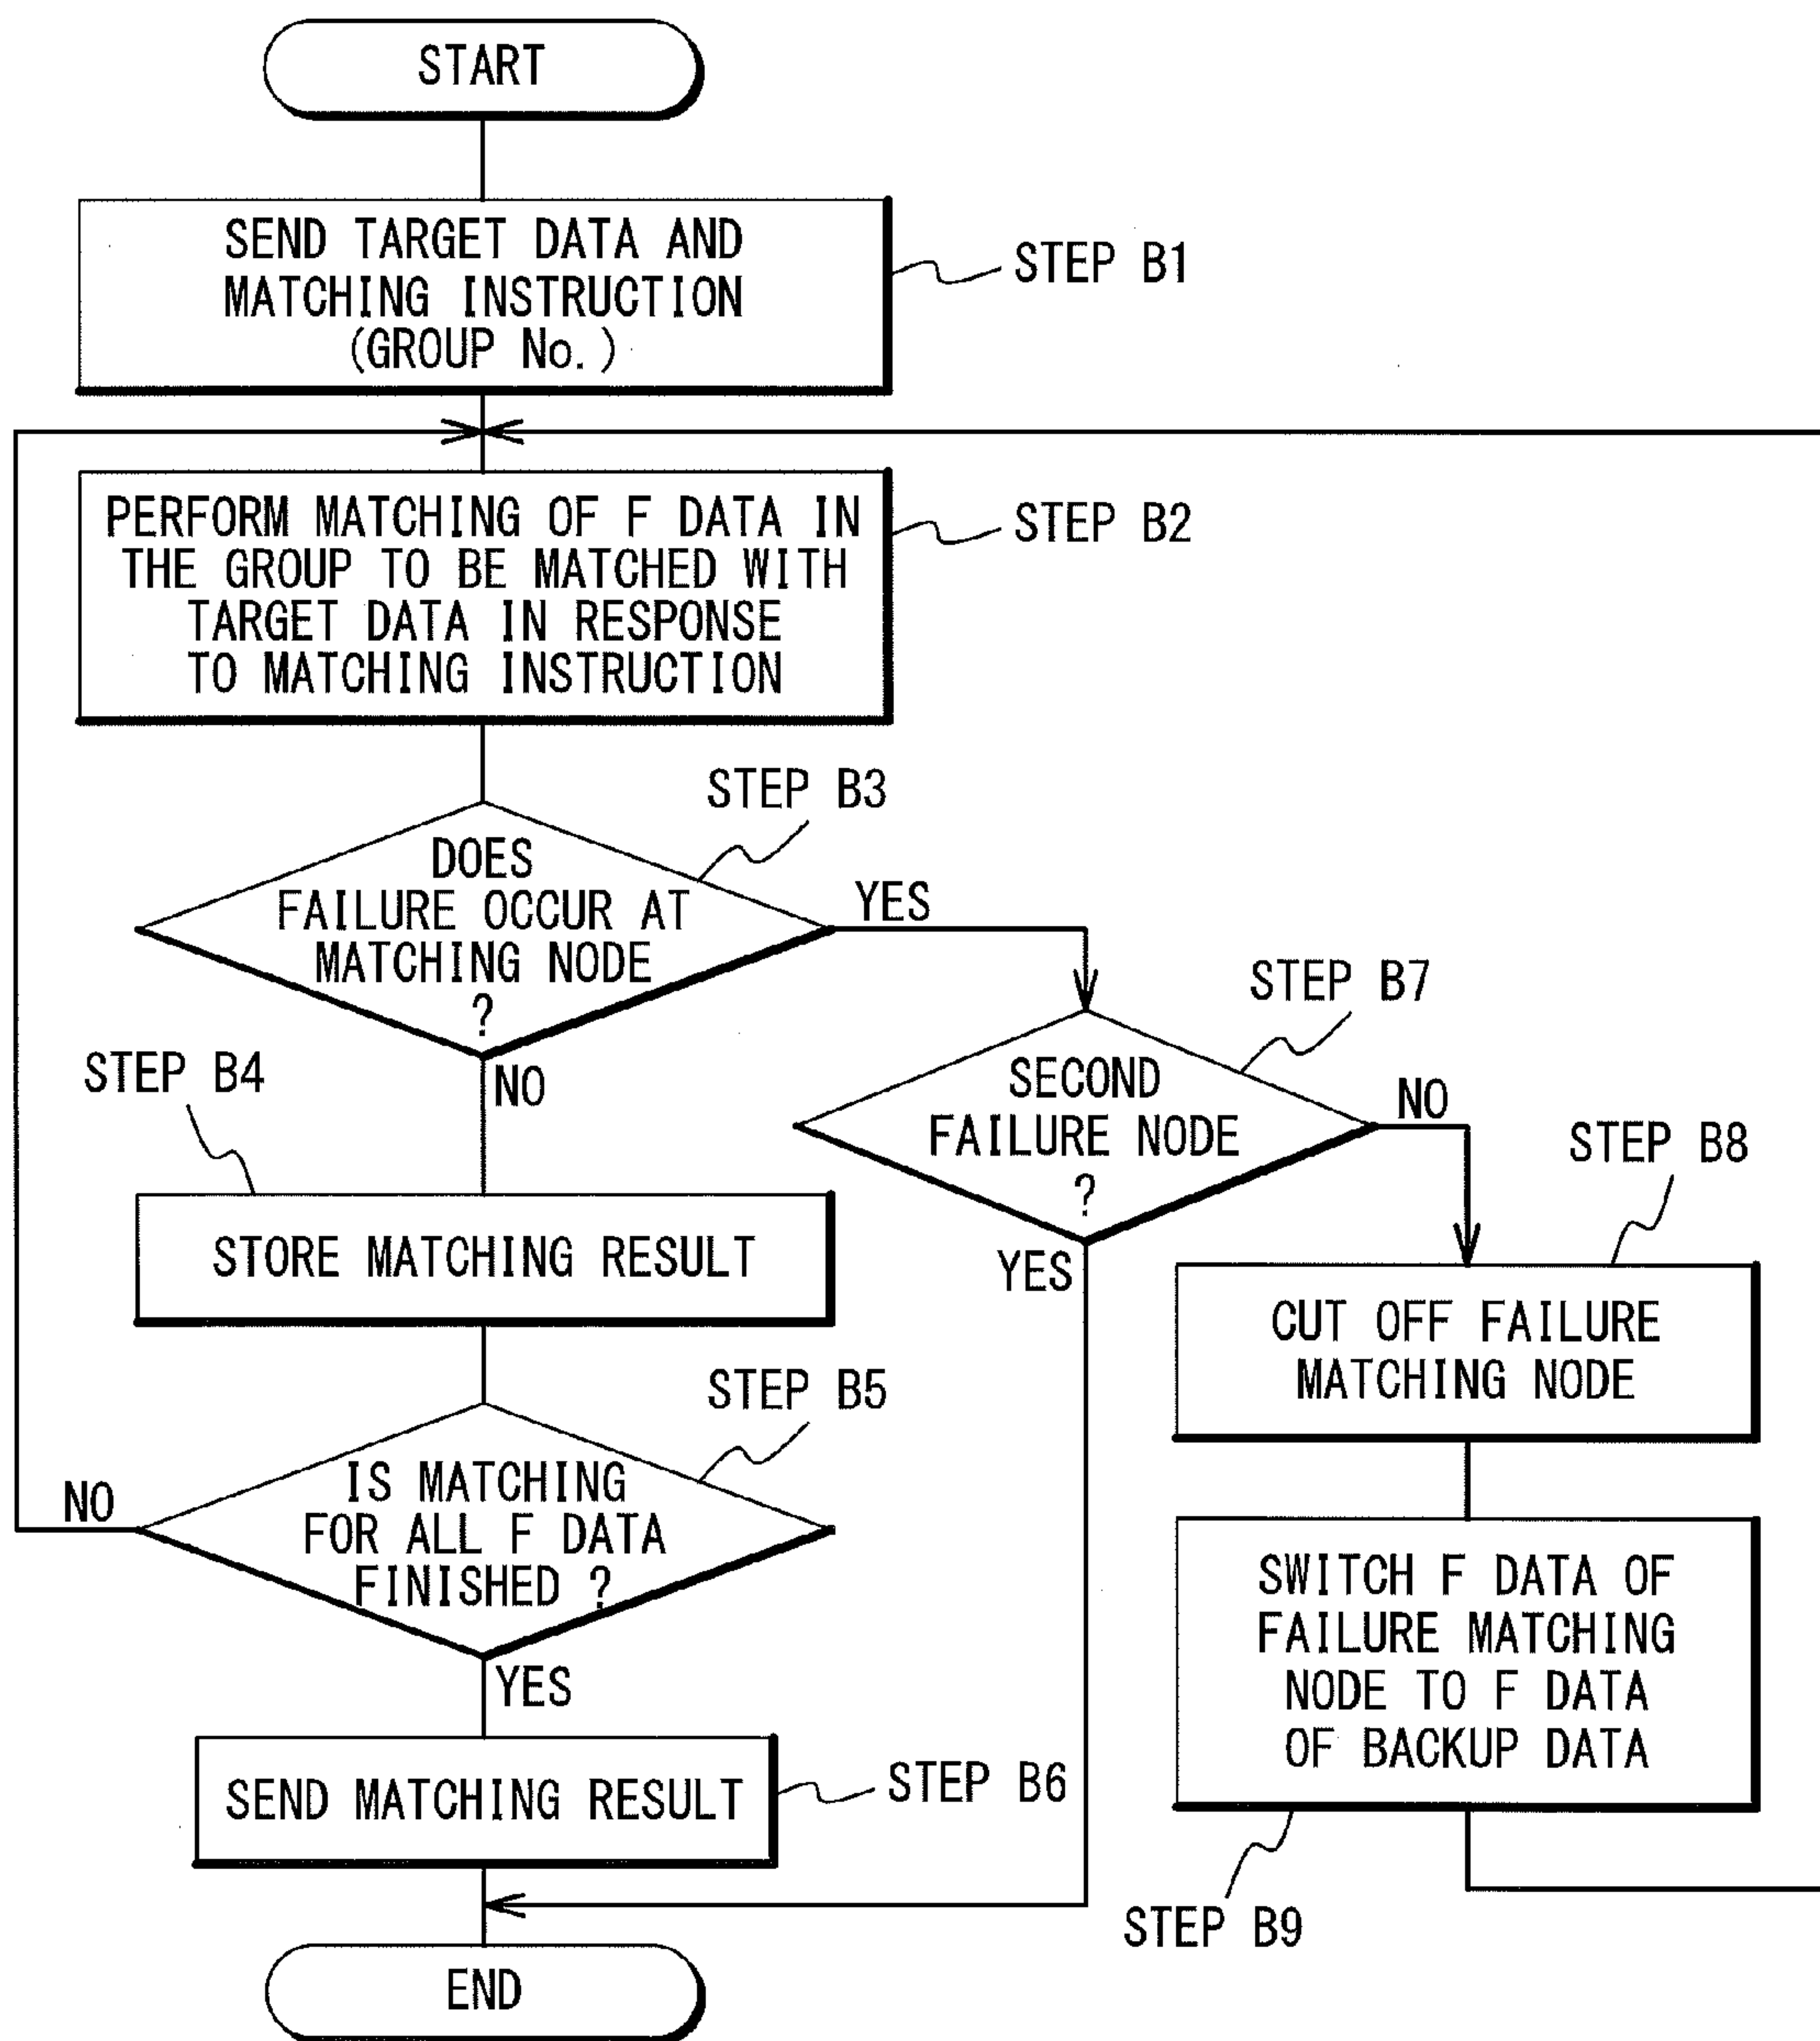 START
SEND TARGET DATA AND
MATCHING INSTRUCTION
(GROUP No.)
STEP B1
PERFORM MATCHING OF F DATA IN
THE GROUP TO BE MATCHED WITH
TARGET DATA IN RESPONSE
TO MATCHING INSTRUCTION
STEP B2
STEP B3
DOES
FAILURE OCCUR AT
MATCHING NODE
?
YES
NO
STEP B4
STORE MATCHING RESULT
STEP B5
IS MATCHING
FOR ALL F DATA
FINISHED ?
NO
YES
SEND MATCHING RESULT
STEP B6
END
STEP B7
SECOND
FAILURE NODE
?
NO
YES
STEP B8
CUT OFF FAILURE
MATCHING NODE
SWITCH F DATA OF
FAILURE MATCHING
NODE TO F DATA
OF BACKUP DATA
STEP B9